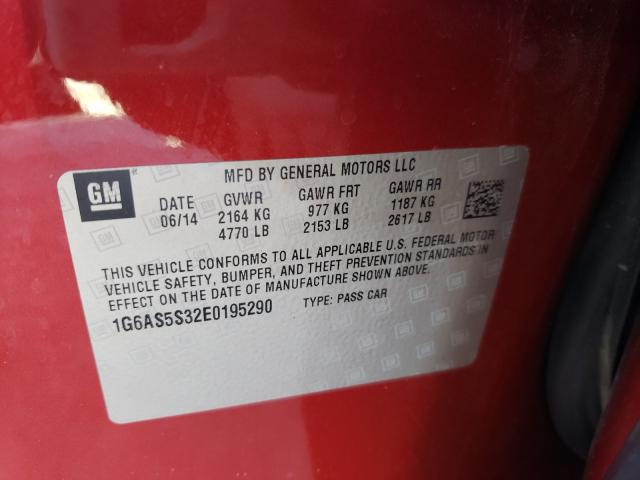 GM
MFD BY GENERAL MOTORS LLC
DATE GVWR GAWR FRT GAWR RR
06/14 2164 KG 977 KG 1187 KG
4770 LB 2153 LB 2617 LB
THIS VEHICLE CONFORMS TO ALL APPLICABLE U.S. FEDERAL MOTOR
VEHICLE SAFETY, BUMPER, AND THEFT PREVENTION STANDARDS IN
EFFECT ON THE DATE OF MANUFACTURE SHOWN ABOVE.
1G6AS5S32E0195290 TYPE: PASS CAR